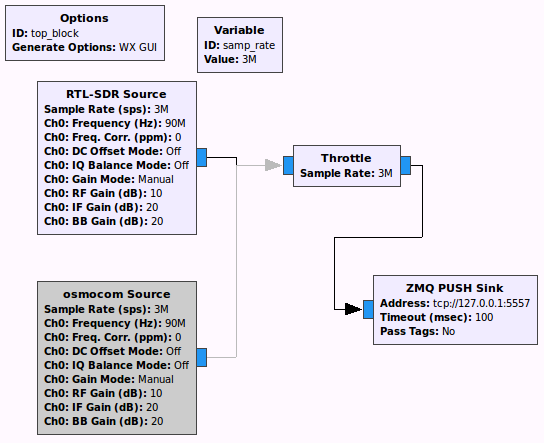 Options
ID: top_block
Generate Options: WX GUI
Variable
ID: samp_rate
Value: 3M
RTL-SDR Source
Sample Rate (sps): 3M
Ch0: Frequency (Hz): 90M
Ch0: Freq. Corr. (ppm): 0
Ch0: DC Offset Mode: Off
Ch0: IQ Balance Mode: Off
Ch0: Gain Mode: Manual
Ch0: RF Gain (dB): 10
Ch0: IF Gain (dB): 20
Ch0: BB Gain (dB): 20
Throttle
Sample Rate: 3M
osmocom Source
Sample Rate (sps): 3M
Ch0: Frequency (Hz): 90M
Ch0: Freq. Corr. (ppm): 0
Ch0: DC Offset Mode: Off
Ch0: IQ Balance Mode: Off
Ch0: Gain Mode: Manual
Ch0: RF Gain (dB): 10
Ch0: IF Gain (dB): 20
Ch0: BB Gain (dB): 20
ZMQ PUSH Sink
Address: tcp://127.0.0.1:5557
Timeout (msec): 100
Pass Tags: No